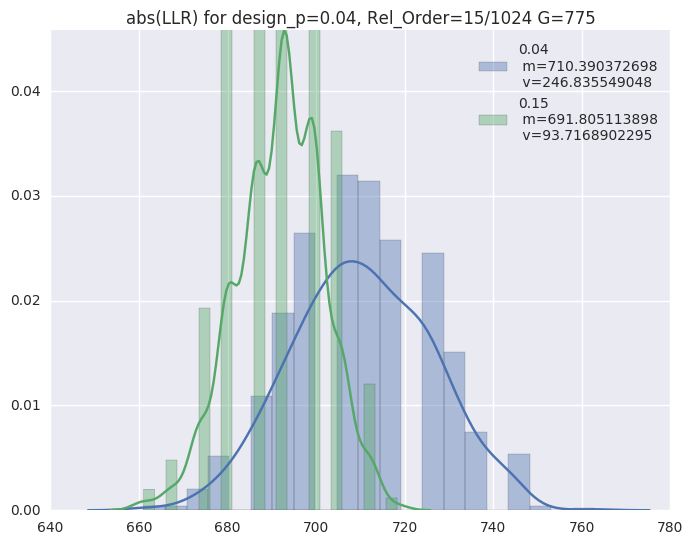 abs(LLR) for design_p=0.04, Rel_Order=15/1024 G=775
0.04
m=710.390372698
v=246.835549048
0.15
m=691.805113898
v=93.7168902295
0.04
0.03
0.02
0.01
0.00
640 660 680 700 720 740 760 780